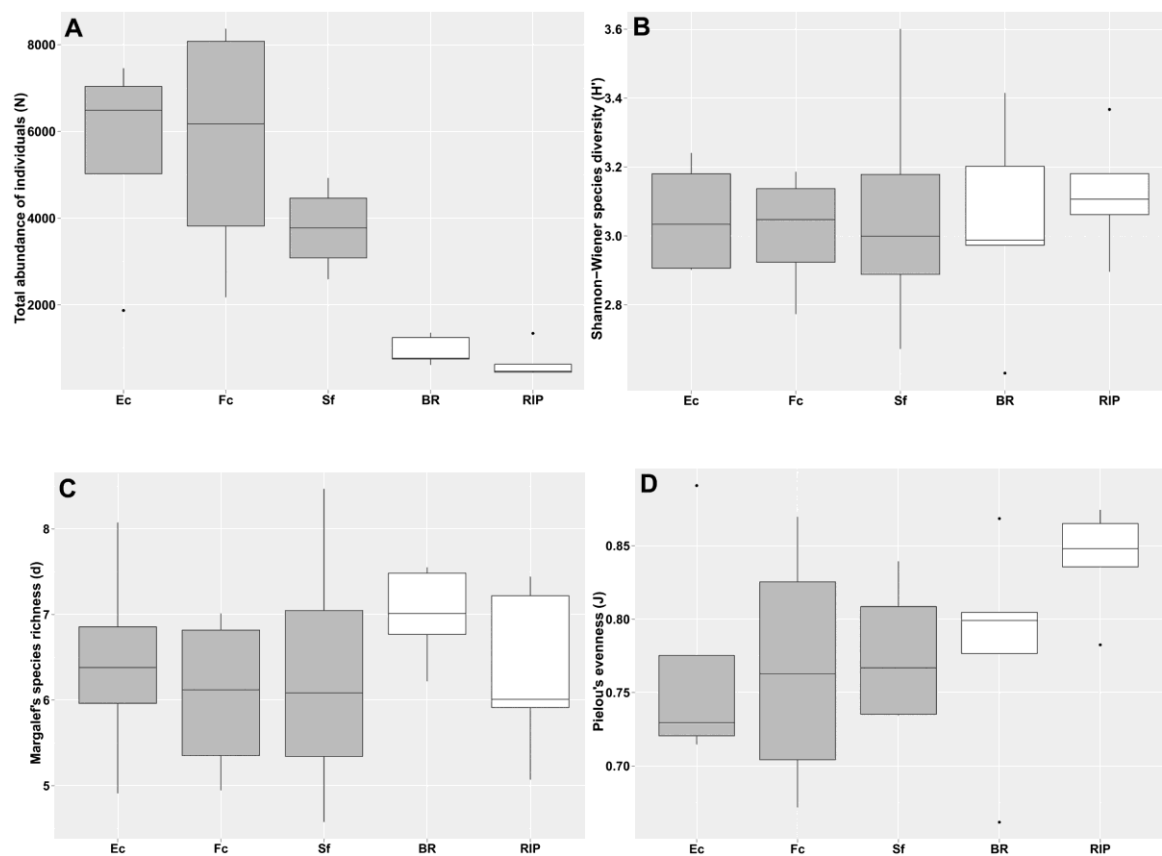 A
Total abundance of individuals (N)
8000
6000
4000
2000
Ec Fc Sf BR RIP
B
Shannon−Wiener species diversity (H')
3.6
3.4
3.2
3.0
2.8
Ec Fc Sf BR RIP
C
Margalef's species richness (d)
8
7
6
5
Ec Fc Sf BR RIP
D
Pielou's evenness (J)
0.85
0.80
0.75
0.70
Ec Fc Sf BR RIP